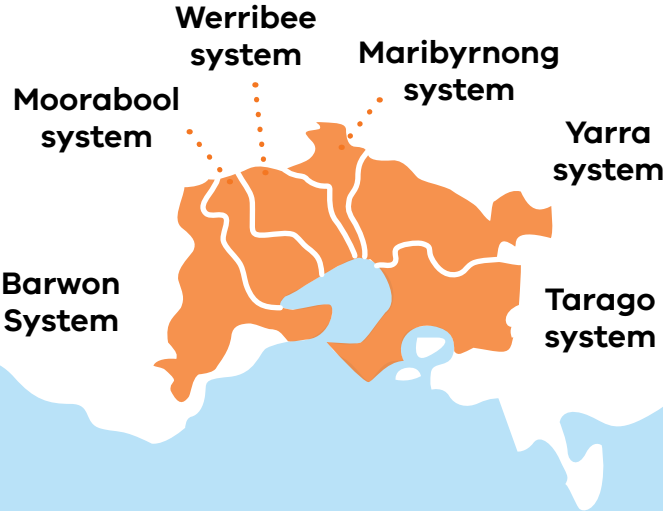 Werribee
system
Maribyrnong
system
Moorabool
system
Yarra
system
Barwon
System
Tarago
system